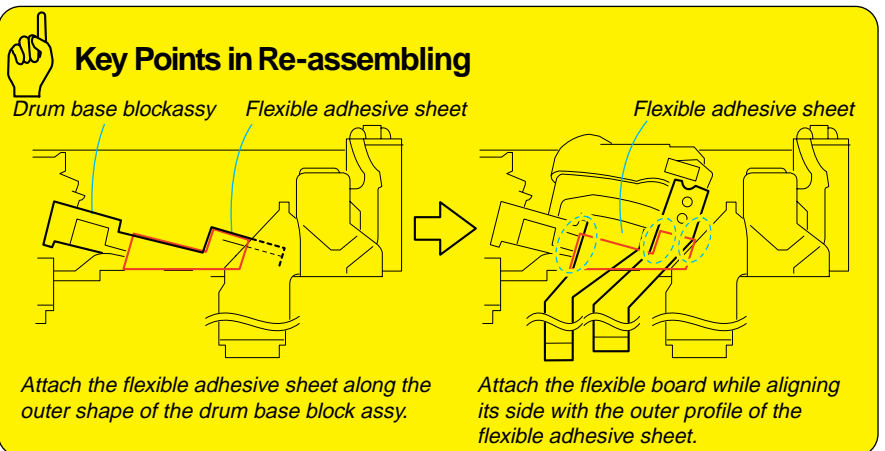 Key Points in Re-assembling
Drum base blockassy
Flexible adhesive sheet
Flexible adhesive sheet
Attach the flexible adhesive sheet along the
outer shape of the drum base block assy.
Attach the flexible board while aligning
its side with the outer profile of the
flexible adhesive sheet.